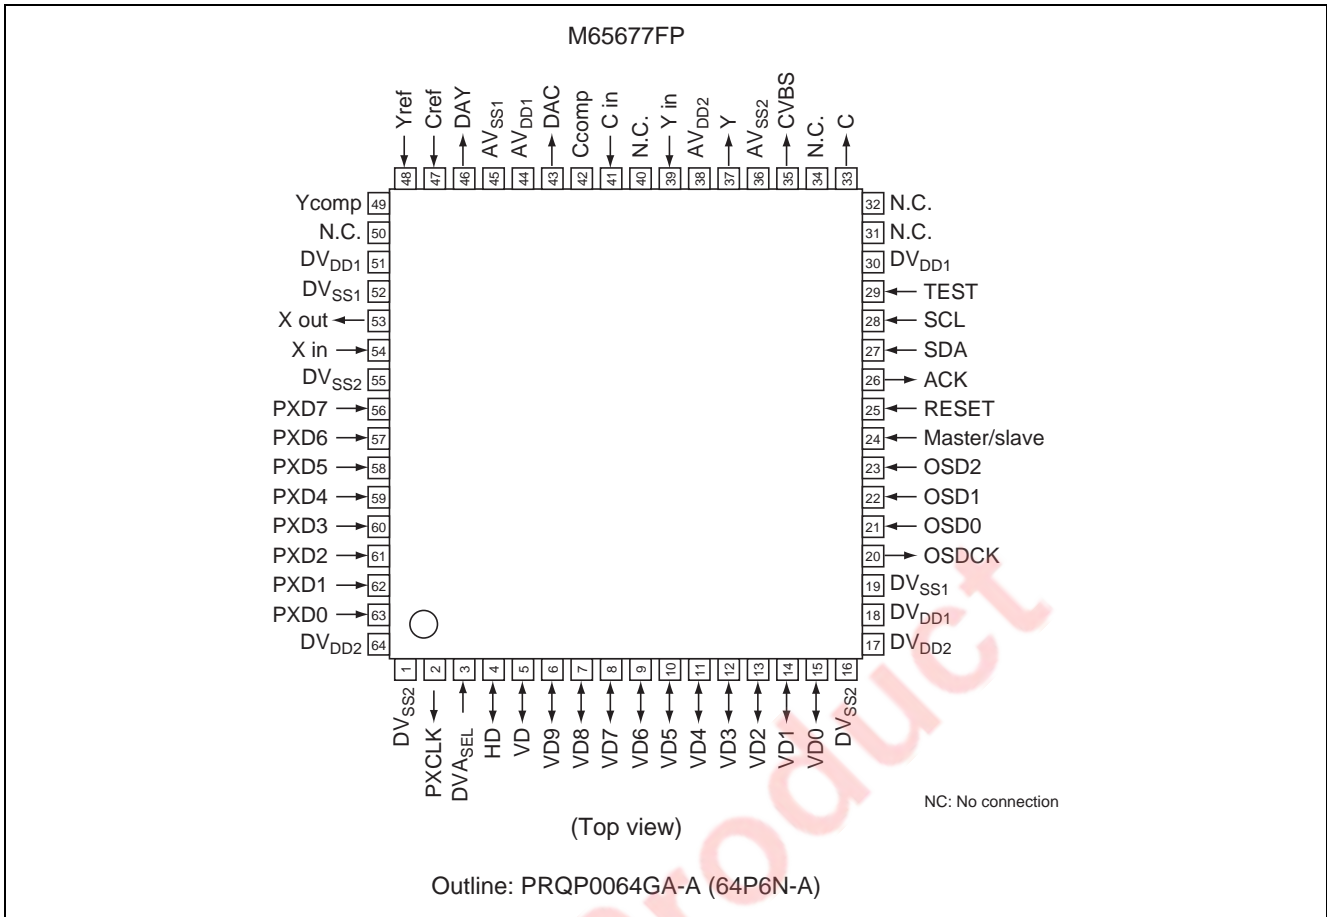 M65677FP
Yref
Cref
DAY
AVSS1
AVDD1
DAC
Ccomp
C in
N.C.
Y in
AVDD2
Y
AVSS2
CVBS
N.C.
C
48 47 46 45 44 43 42 41 40 39 38 37 36 35 34 33
Ycomp 49
N.C. 50
DVDD1 51
DVSS1 52
X out 53
X in 54
DVSS2 55
PXD7 56
PXD6 57
PXD5 58
PXD4 59
PXD3 60
PXD2 61
PXD1 62
PXD0 63
DVDD2 64
32 N.C.
31 N.C.
30 DVDD1
29 TEST
28 SCL
27 SDA
26 ACK
25 RESET
24 Master/slave
23 OSD2
22 OSD1
21 OSD0
20 OSDCK
19 DVSS1
18 DVDD1
17 DVDD2
1 2 3 4 5 6 7 8 9 10 11 12 13 14 15 16
DVSS2
PXCLK
DVASEL
HD
VD
VD9
VD8
VD7
VD6
VD5
VD4
VD3
VD2
VD1
VD0
DVSS2
NC: No connection
(Top view)
Outline: PRQP0064GA-A (64P6N-A)
roduct